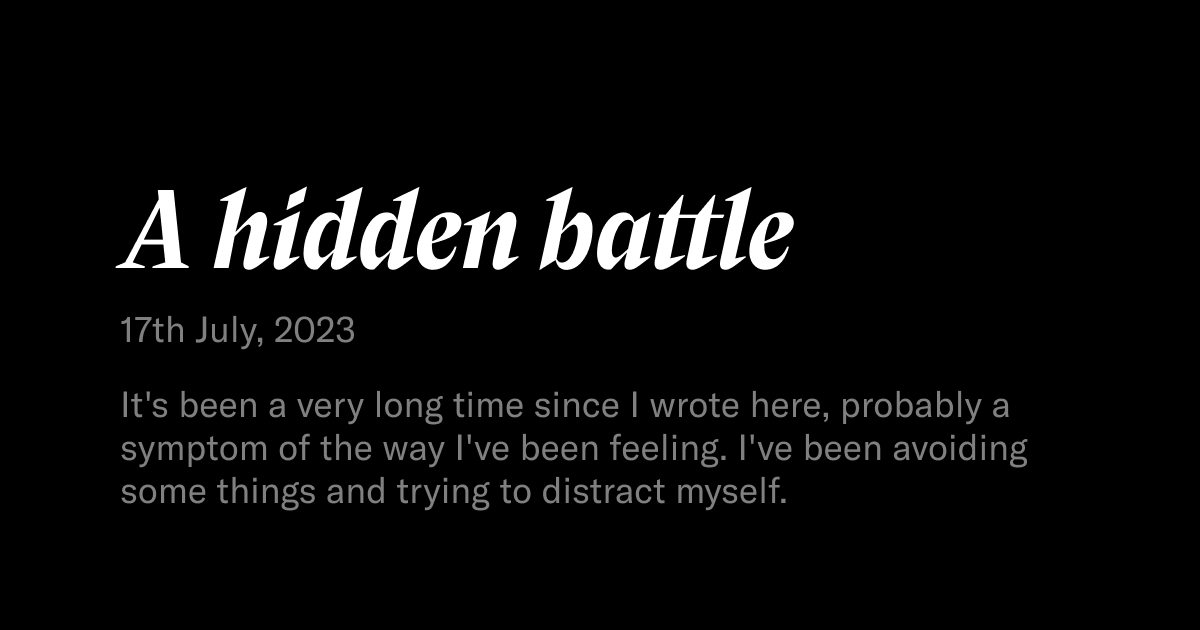 A hidden battle
17th July, 2023
It's been a very long time since I wrote here, probably a
symptom of the way I've been feeling. I've been avoiding
some things and trying to distract myself.